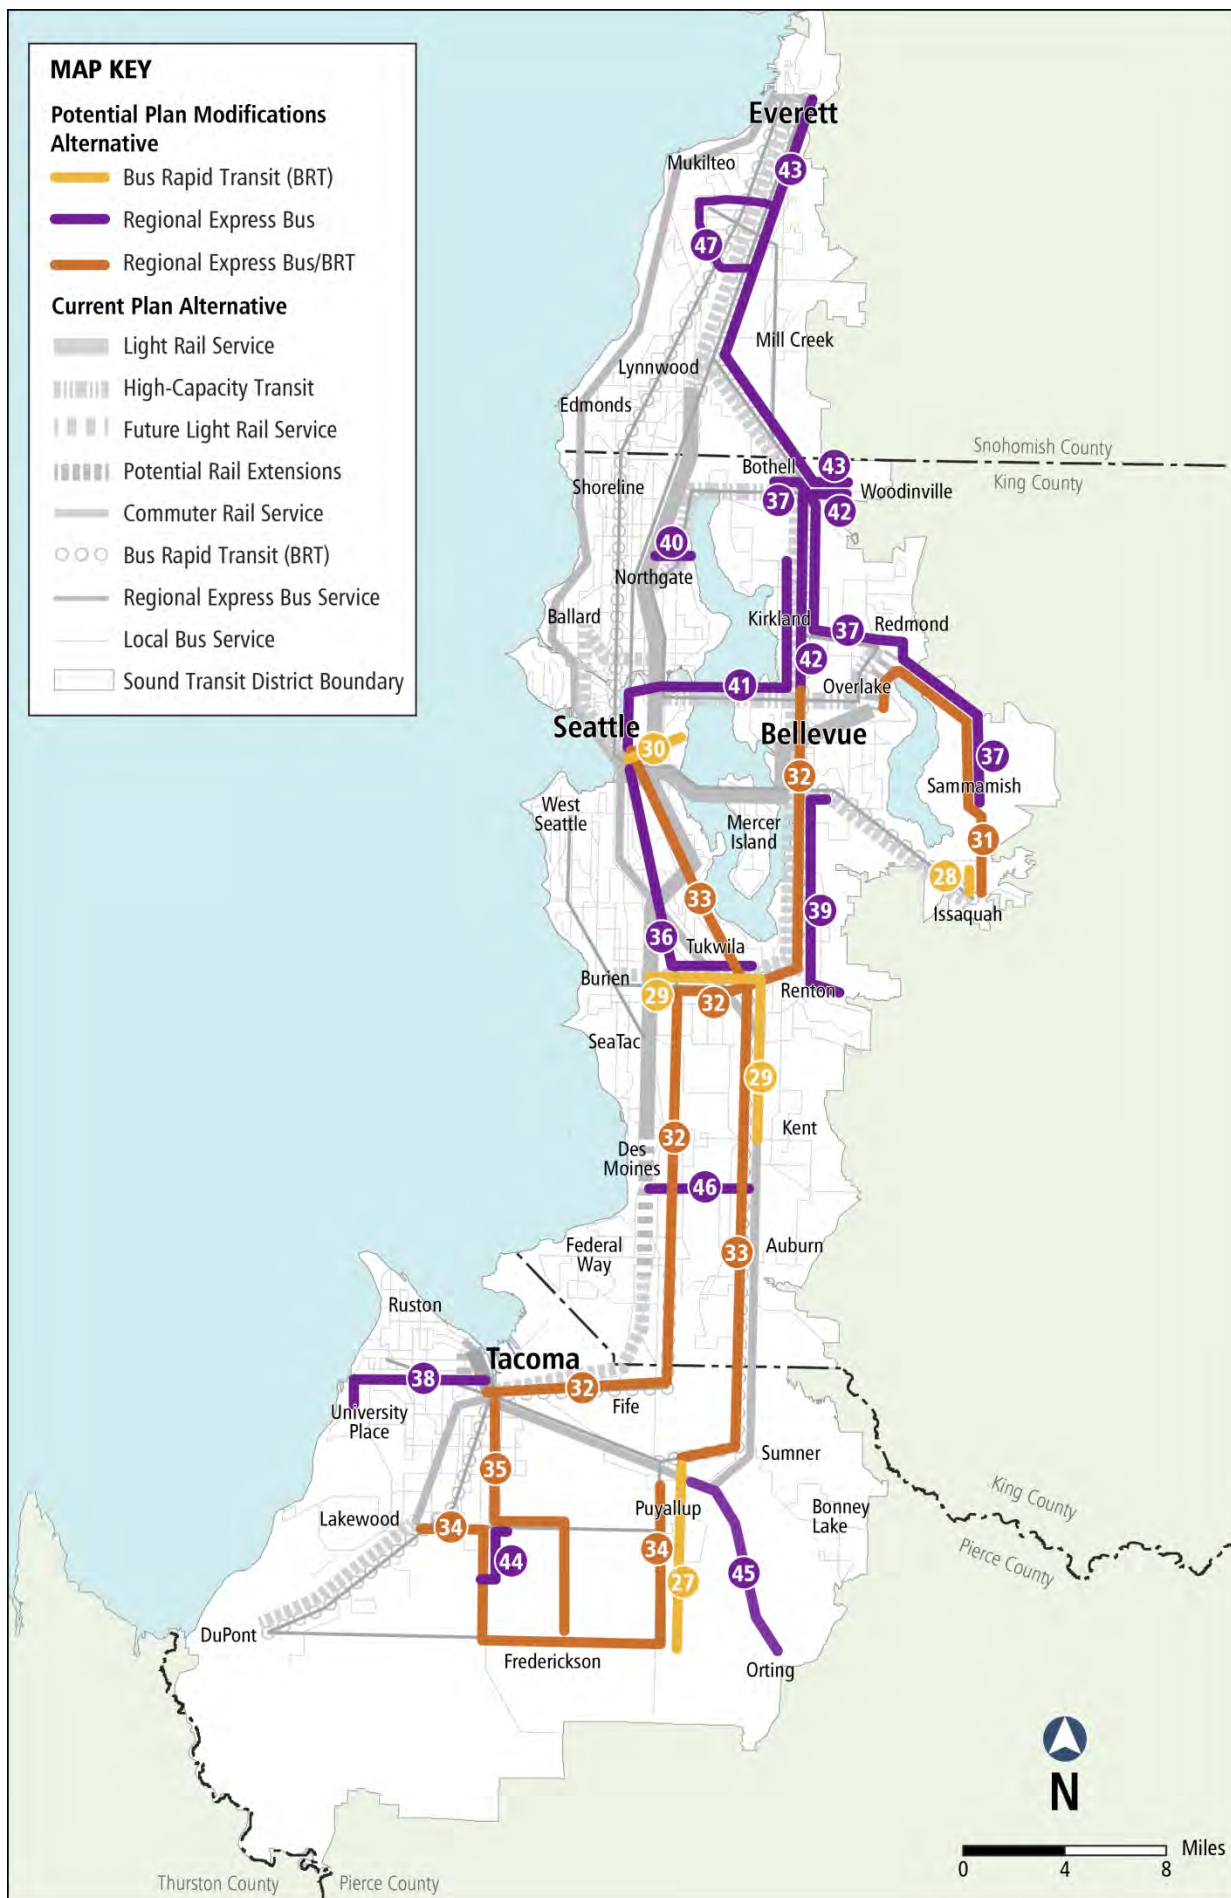 MAP KEY
Potential Plan Modifications
Alternative
Bus Rapid Transit (BRT)
Regional Express Bus
Regional Express Bus/BRT
Current Plan Alternative
Light Rail Service
High-Capacity Transit
Future Light Rail Service
Potential Rail Extensions
Commuter Rail Service
Bus Rapid Transit (BRT)
Regional Express Bus Service
Local Bus Service
Sound Transit District Boundary
Everett
Mukilteo
43
47
Mill Creek
Lynnwood
Edmonds
Snohomish County
King County
Bothell
43
Shoreline
37
Woodinville
42
40
Northgate
Ballard
Kirkland
37
Redmond
42
41
Overlake
Seattle
30
Bellevue
37
32
Sammamish
West
Seattle
Mercer
Island
31
28
33
39
Issaquah
36
Tukwila
Burien
29
32
Renton
SeaTac
29
32
Kent
Des
Moines
46
Federal
Way
33
Auburn
Ruston
Tacoma
38
32
Fife
University
Place
Sumner
35
King County
Pierce County
Lakewood
34
Puyallup
Bonney
Lake
44
34
45
27
DuPont
Frederickson
Orting
N
Miles
0
4
8
Thurston County
Pierce County